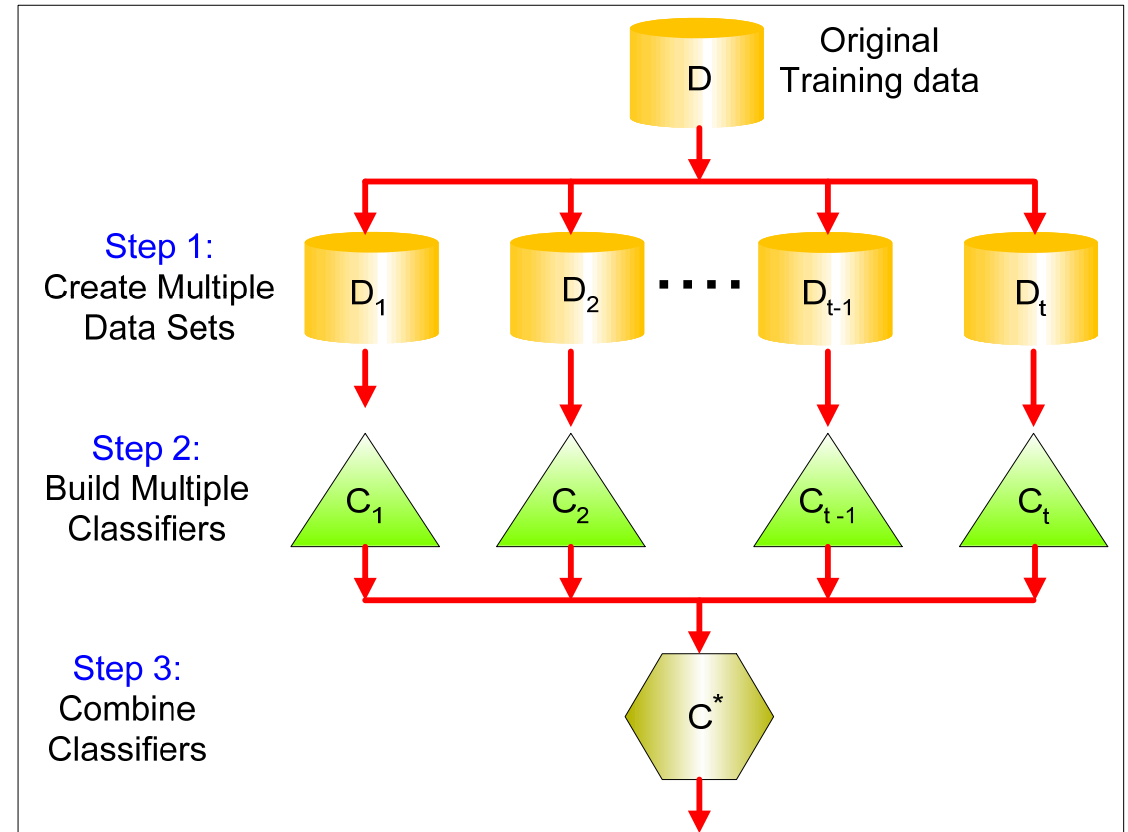 D
Original
Training data
Step 1:
Create Multiple
Data Sets
D1
D2
....
Dt-1
Dt
Step 2:
Build Multiple
Classifiers
C1
C2
Ct -1
Ct
Step 3:
Combine
Classifiers
C*